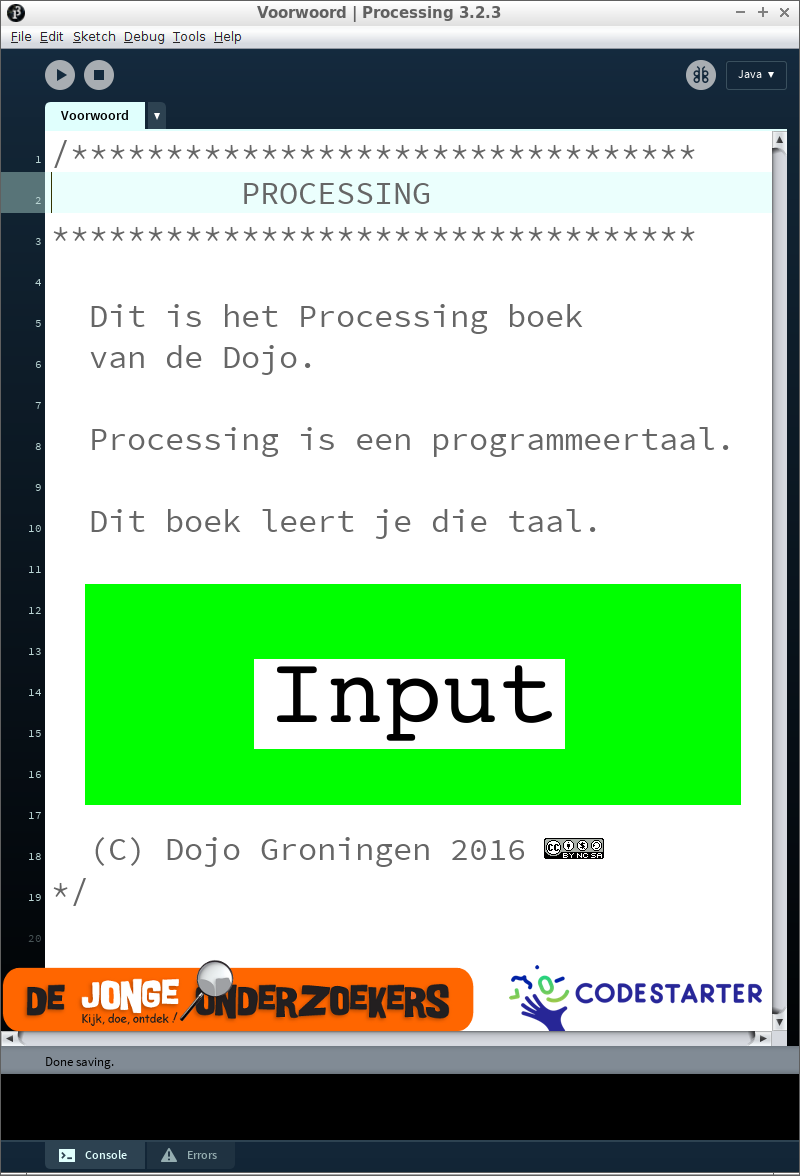 Voorwoord | Processing 3.2.3
File Edit Sketch Debug Tools Help
Java ▼
Voorwoord ▼
1 /*********************************
2 PROCESSING
3 **********************************
4
5 Dit is het Processing boek
6 van de Dojo.
7
8 Processing is een programmeertaal.
9
10 Dit boek leert je die taal.
11
12
13
14 Input
15
16
17
18 (C) Dojo Groningen 2016 CC BY NC SA
19 */
20
DE JONGE ONDERZOEKERS
Kijk, doe, ontdek!
CODESTARTER
Done saving.
Console Errors